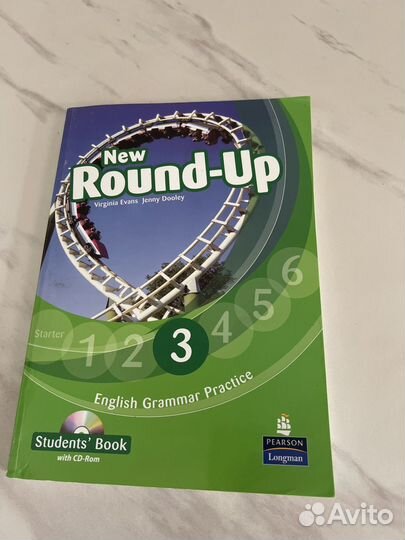 New
Round-Up
Virginia Evans Jenny Dooley
Starter 1 2 3 4 5 6
English Grammar Practice
Students' Book
with CD-Rom
PEARSON
Longman
Avito